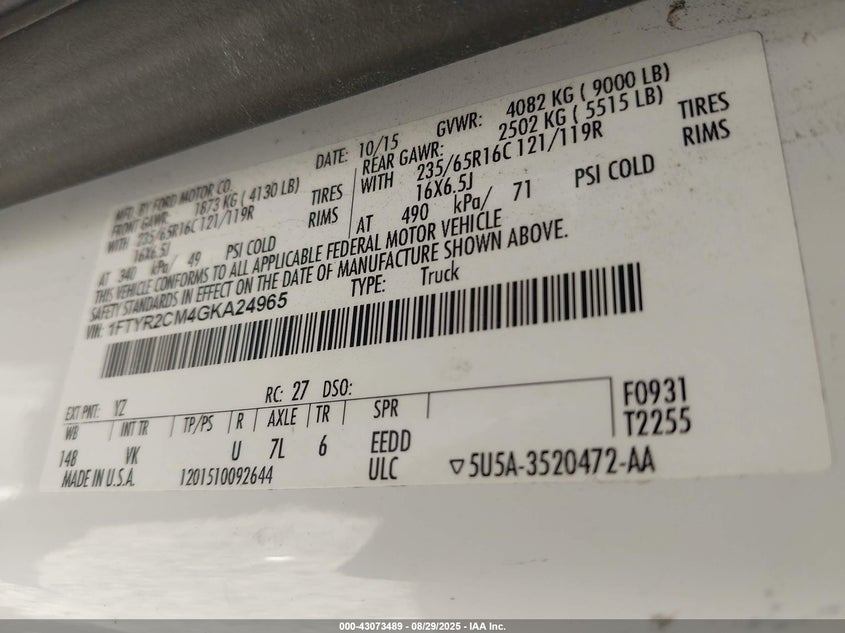 MFD. BY FORD MOTOR CO.
DATE: 10/15
GVWR: 4082 KG ( 9000 LB)
FRONT GAWR: 1873 KG ( 4130 LB)
REAR GAWR: 2502 KG ( 5515 LB)
WITH 235/65R16C 121/119R TIRES
16X6.5J RIMS
AT 340 kPa/ 49 PSI COLD
WITH 235/65R16C 121/119R TIRES
16X6.5J RIMS
AT 490 kPa/ 71 PSI COLD
THIS VEHICLE CONFORMS TO ALL APPLICABLE FEDERAL MOTOR VEHICLE
SAFETY STANDARDS IN EFFECT ON THE DATE OF MANUFACTURE SHOWN ABOVE.
VIN: 1FTYR2CM4GKA24965
TYPE: Truck
EXT PNT: YZ RC: 27 DSO:
WB INT TR TP/PS R AXLE TR SPR
148 VK U 7L 6 EEDD
F0931
T2255
MADE IN U.S.A. 1201510092644 ULC ▽5U5A-3520472-AA
000-43073489 - 08/29/2025 - IAA Inc.